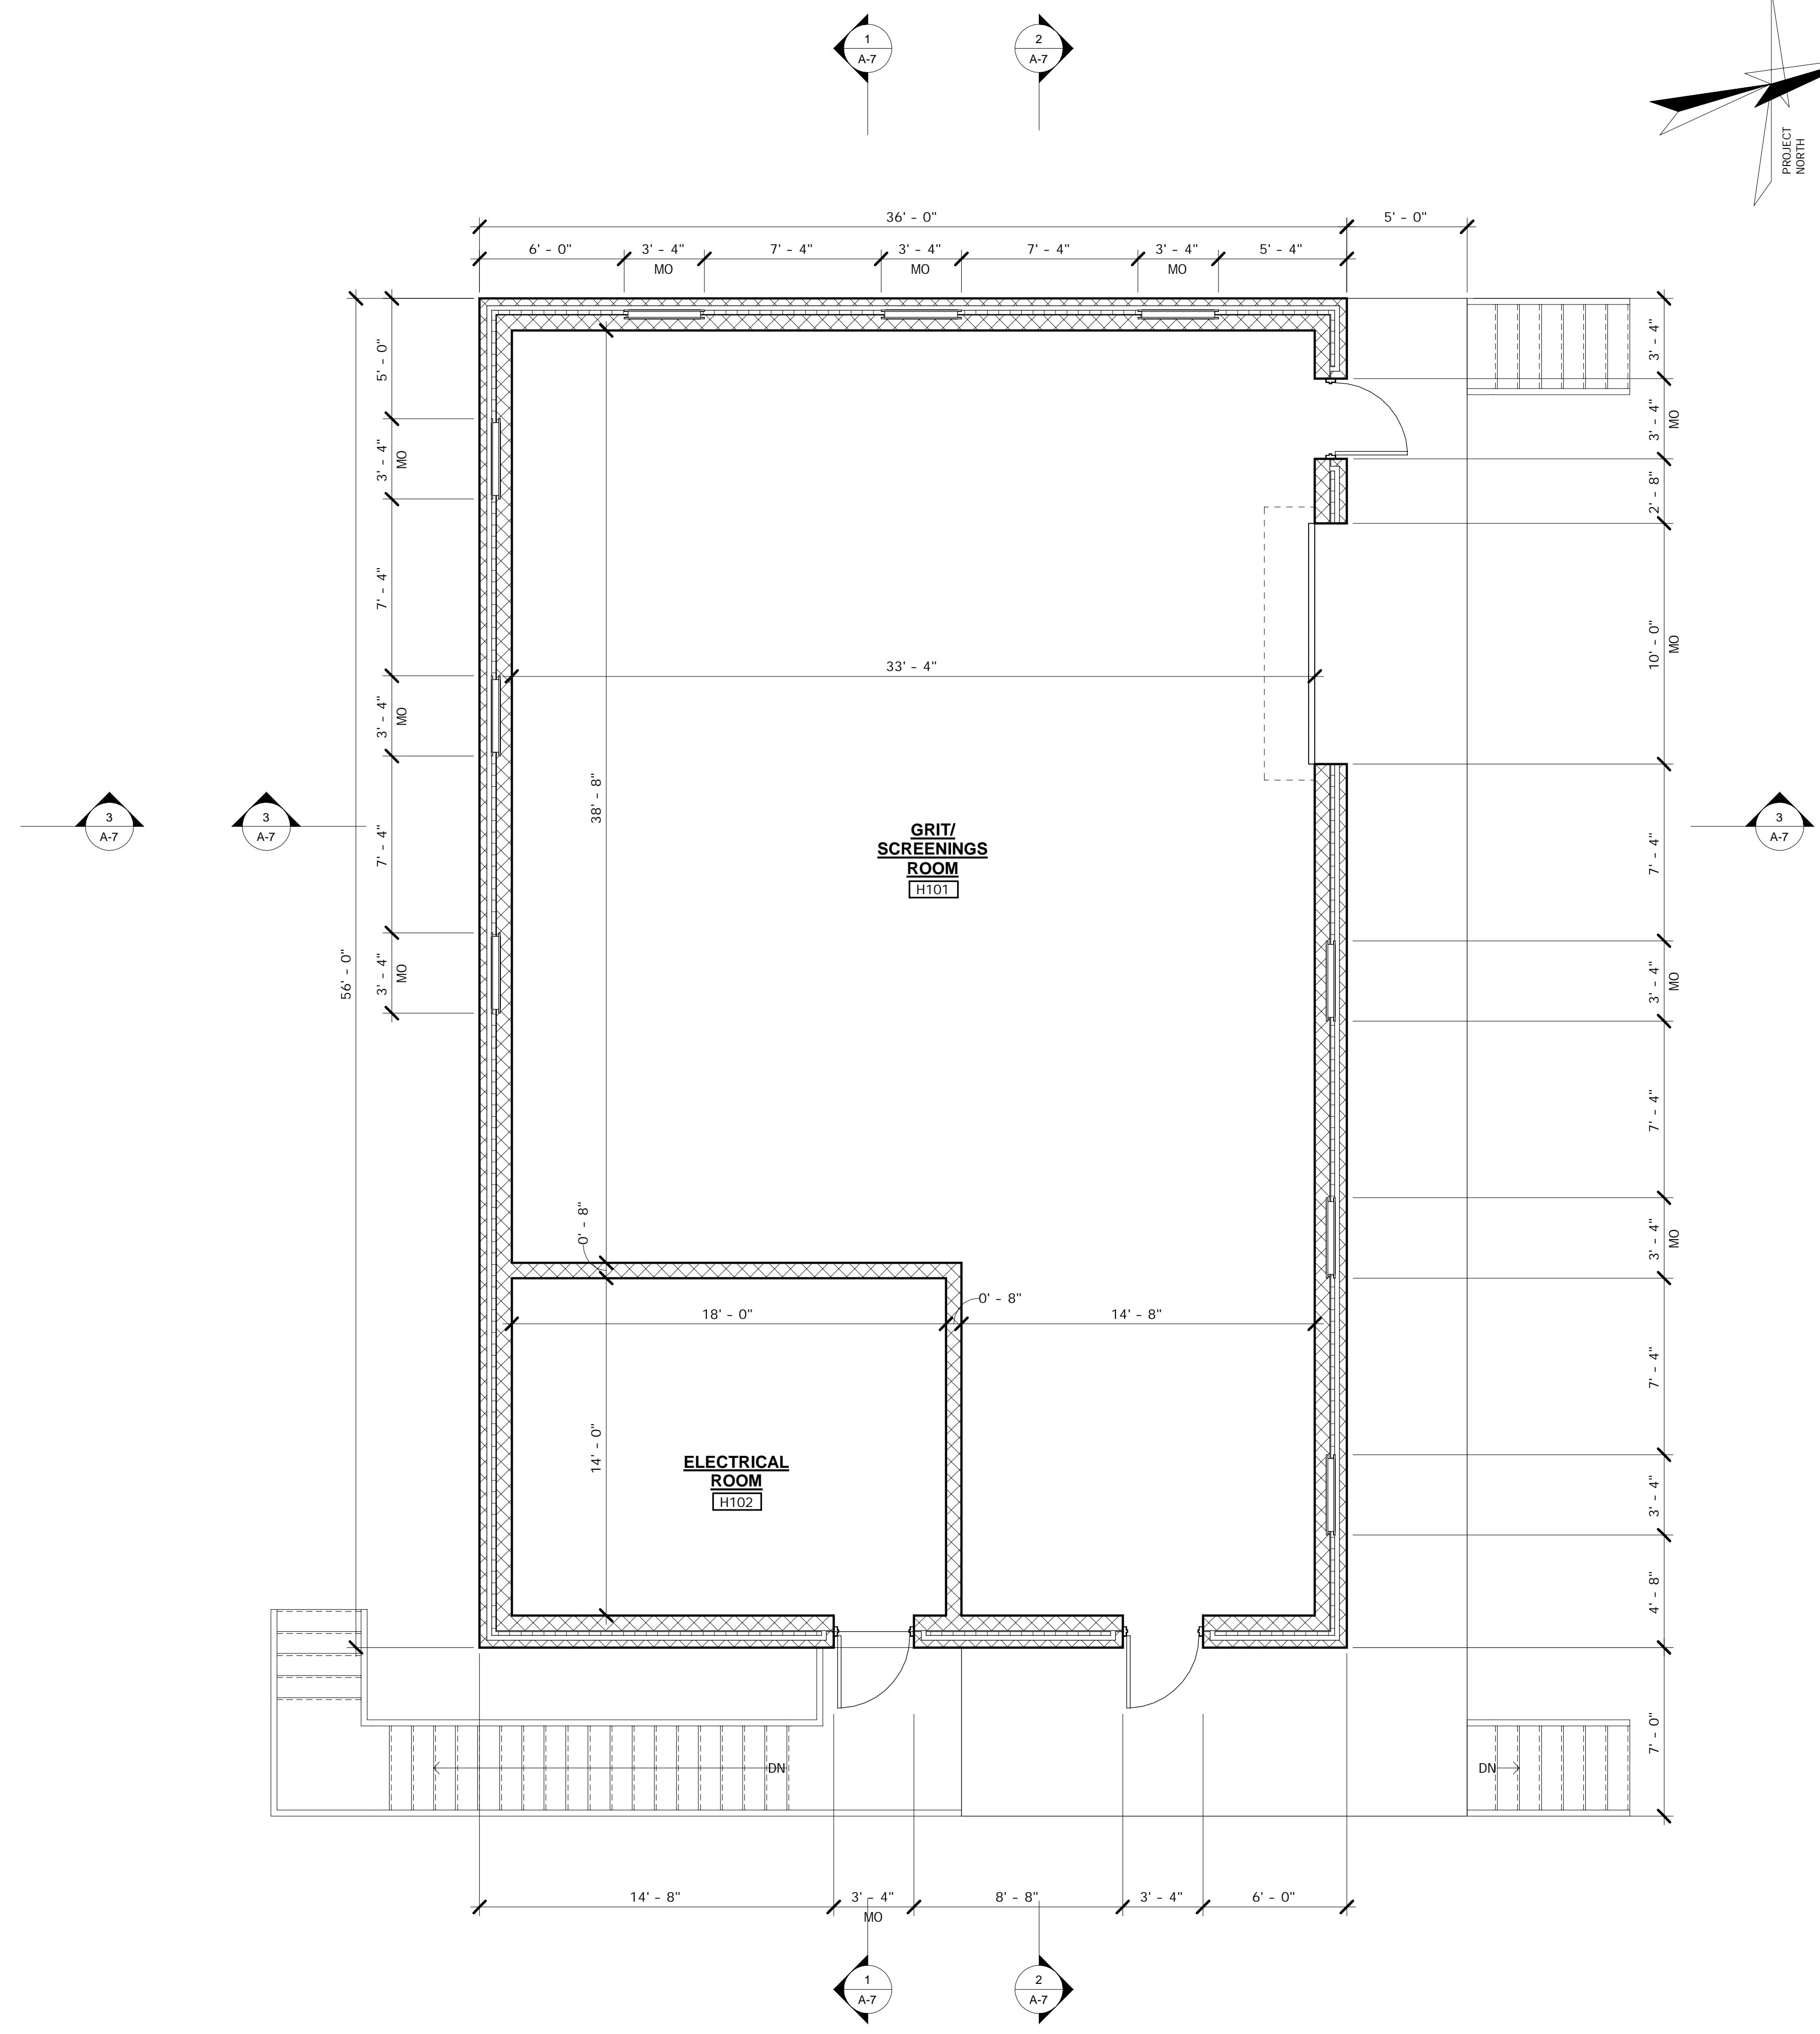 1
A-7
2
A-7
PROJECT
NORTH
36' - 0"
5' - 0"
6' - 0"
3' - 4"
MO
7' - 4"
3' - 4"
MO
7' - 4"
3' - 4"
MO
5' - 4"
56' - 0"
5' - 0"
3' - 4"
MO
7' - 4"
3' - 4"
MO
7' - 4"
3' - 4"
MO
3' - 4"
3' - 4"
MO
2' - 8"
10' - 0"
MO
7' - 4"
3' - 4"
MO
7' - 4"
3' - 4"
MO
7' - 4"
3' - 4"
4' - 8"
7' - 0"
33' - 4"
38' - 8"
3
A-7
3
A-7
3
A-7
GRIT/
SCREENINGS
ROOM
H101
0' - 8"
18' - 0"
0' - 8"
14' - 8"
14' - 0"
ELECTRICAL
ROOM
H102
DN
DN
14' - 8"
3' - 4"
MO
8' - 8"
3' - 4"
6' - 0"
1
A-7
2
A-7